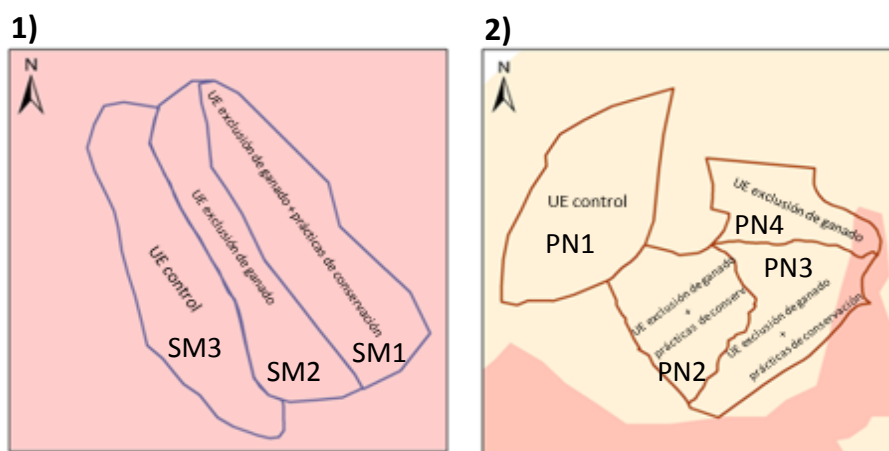 1)
N
UE exclusión de ganado + prácticas de conservación
UE exclusión de ganado
UE control
SM3
SM2
SM1
2)
N
UE control
PN1
UE exclusión de ganado
PN4
PN3
UE exclusión de ganado
+
prácticas de conserv
PN2
UE exclusión de ganado
+
prácticas de conservación